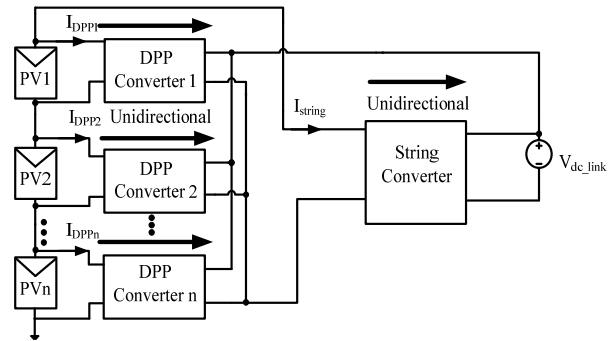 I_DPP1
PV1
DPP
Converter 1
I_DPP2
Unidirectional
PV2
DPP
Converter 2
I_DPPn
Unidirectional
PVn
DPP
Converter n
I_string
Unidirectional
String
Converter
+
−
V_dc_link